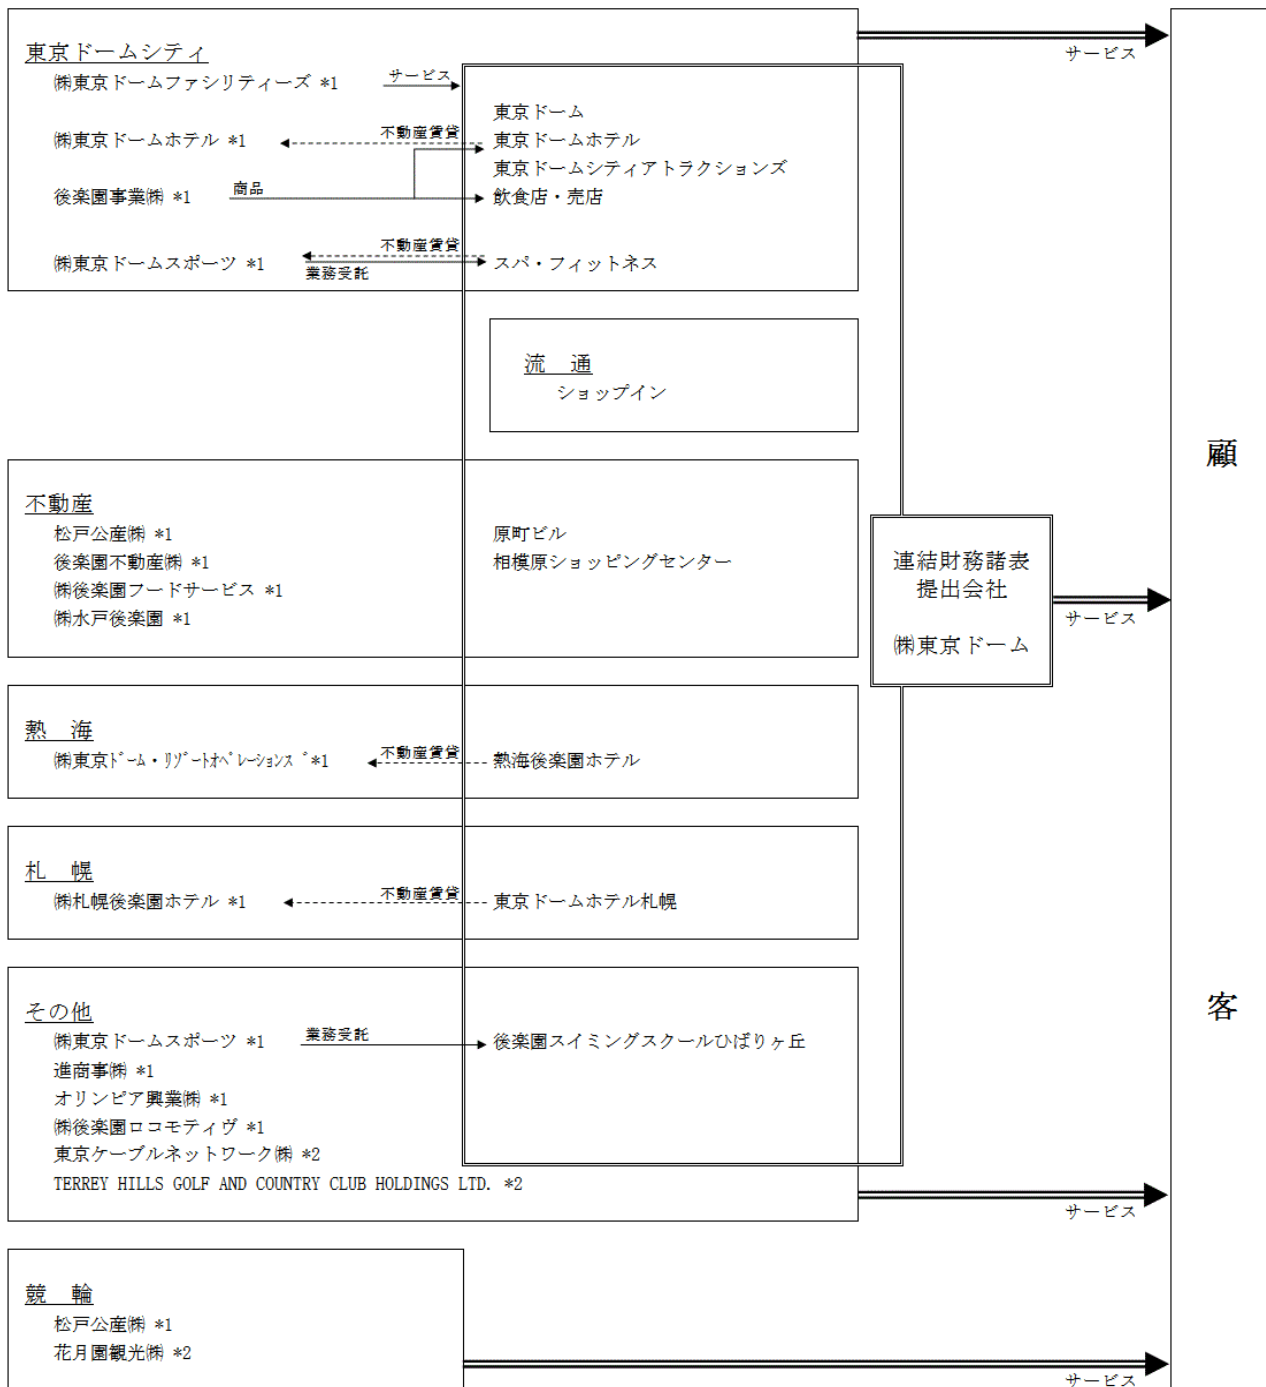 東京ドームシティ
サービス
㈱東京ドームファシリティーズ *1
サービス
東京ドーム
㈱東京ドームホテル *1
不動産賃貸
東京ドームホテル
東京ドームシティアトラクションズ
後楽園事業㈱ *1
商品
飲食店・売店
㈱東京ドームスポーツ *1
不動産賃貸
業務受託
スパ・フィットネス
流 通
ショップイン
顧
客
不動産
松戸公産㈱ *1
原町ビル
後楽園不動産㈱ *1
相模原ショッピングセンター
㈱後楽園フードサービス *1
㈱水戸後楽園 *1
連結財務諸表
提出会社
㈱東京ドーム
サービス
熱 海
㈱東京ﾄﾞｰﾑ・ﾘｿﾞｰﾄｵﾍﾟﾚｰｼｮﾝｽﾞ *1
不動産賃貸
熱海後楽園ホテル
札 幌
㈱札幌後楽園ホテル *1
不動産賃貸
東京ドームホテル札幌
その他
㈱東京ドームスポーツ *1
業務受託
後楽園スイミングスクールひばりヶ丘
進商事㈱ *1
オリンピア興業㈱ *1
㈱後楽園ロコモティヴ *1
東京ケーブルネットワーク㈱ *2
TERREY HILLS GOLF AND COUNTRY CLUB HOLDINGS LTD. *2
サービス
競 輪
松戸公産㈱ *1
花月園観光㈱ *2
サービス